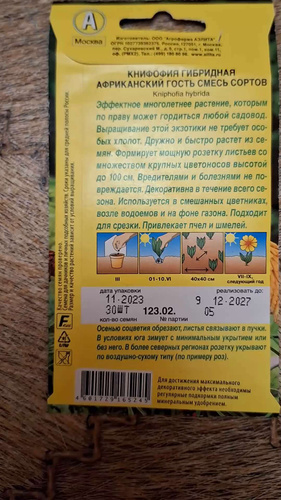 А
Москва
КНИФОФИЯ ГИБРИДНАЯ
АФРИКАНСКИЙ ГОСТЬ СМЕСЬ СОРТОВ
Kniphofia hybrida
Эффектное многолетнее растение, которым
по праву может гордиться любой садовод.
Выращивание этой экзотики не требует осо-
бых хлопот. Дружно и быстро растет из се-
мян. Формирует мощную розетку листьев со
множеством крупных цветоносов высотой
до 100 см. Вредителями и болезнями не по-
вреждается. Декоративна в течение всего се-
зона. Используется в смешанных цветниках,
возле водоемов и на фоне газона. Подходит
для срезки. Привлекает пчел и шмелей.
III
01-10.VI
40x40 см
VII-IX,
следующий год
дата упаковки
реализовать до:
11 2023
9 12 2027
30ШТ
123.02.
05
кол-во семян
№ партии
Осенью соцветия обрезают, листья связывают в пучки.
В условиях юга зимует с минимальным укрытием или
без него. В более северных регионах розетку укрывают
по воздушно-сухому типу (по примеру роз).
Для достижения максимального
декоративного эффекта необходимы
регулярные подкормки полным
минеральным удобрением.